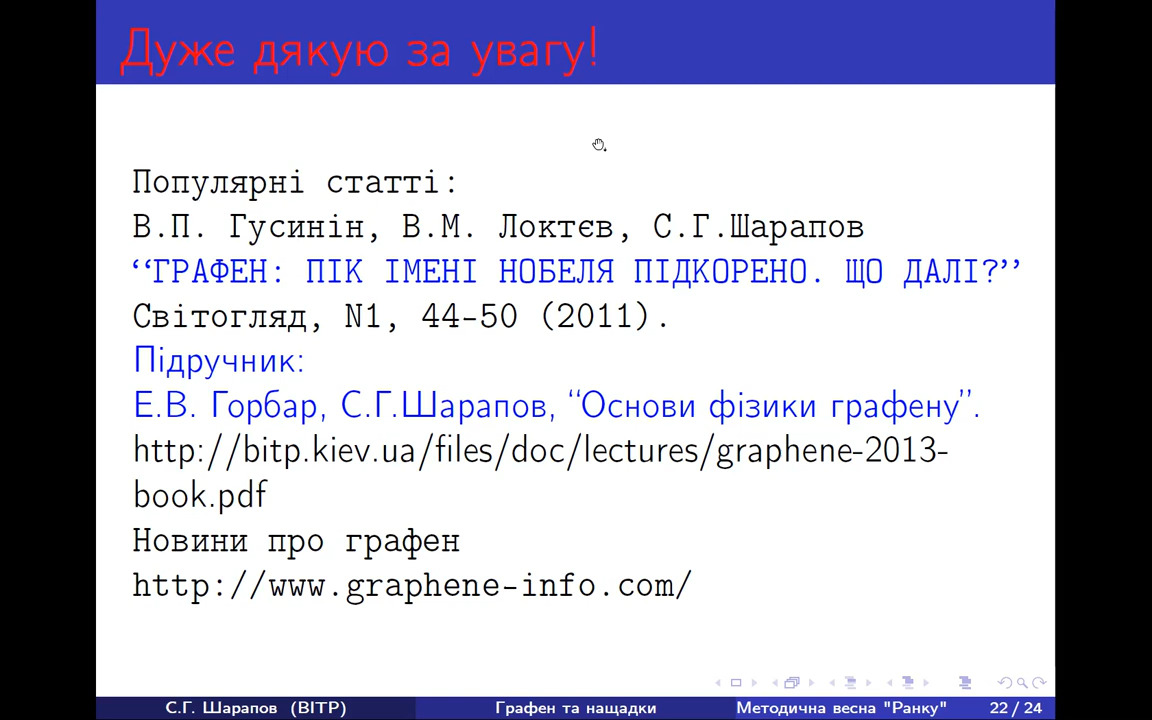 Дуже дякую за увагу!
Популярні статті:
В.П. Гусинін, В.М. Локтєв, С.Г.Шарапов
“ГРАФЕН: ПІК ІМЕНІ НОБЕЛЯ ПІДКОРЕНО. ЩО ДАЛІ?”
Світогляд, N1, 44-50 (2011).
Підручник:
Е.В. Горбар, С.Г.Шарапов, “Основи фізики графену”.
http://bitp.kiev.ua/files/doc/lectures/graphene-2013-
book.pdf
Новини про графен
http://www.graphene-info.com/
С.Г. Шарапов (BITP) Графен та нащадки Методична весна "Ранку" 22 / 24